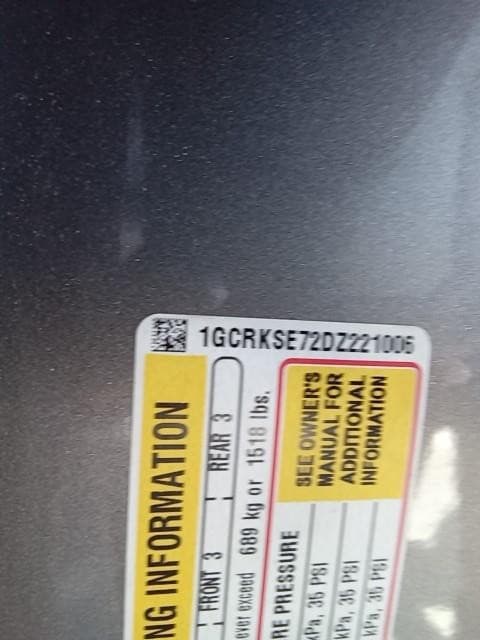 1GCRKSE72DZ221006
NG INFORMATION
FRONT 3 REAR 3
ever exceed 689 kg or 1518 lbs.
RE PRESSURE
SEE OWNER'S
MANUAL FOR
ADDITIONAL
INFORMATION
kPa, 35 PSI
kPa, 35 PSI
kPa, 35 PSI